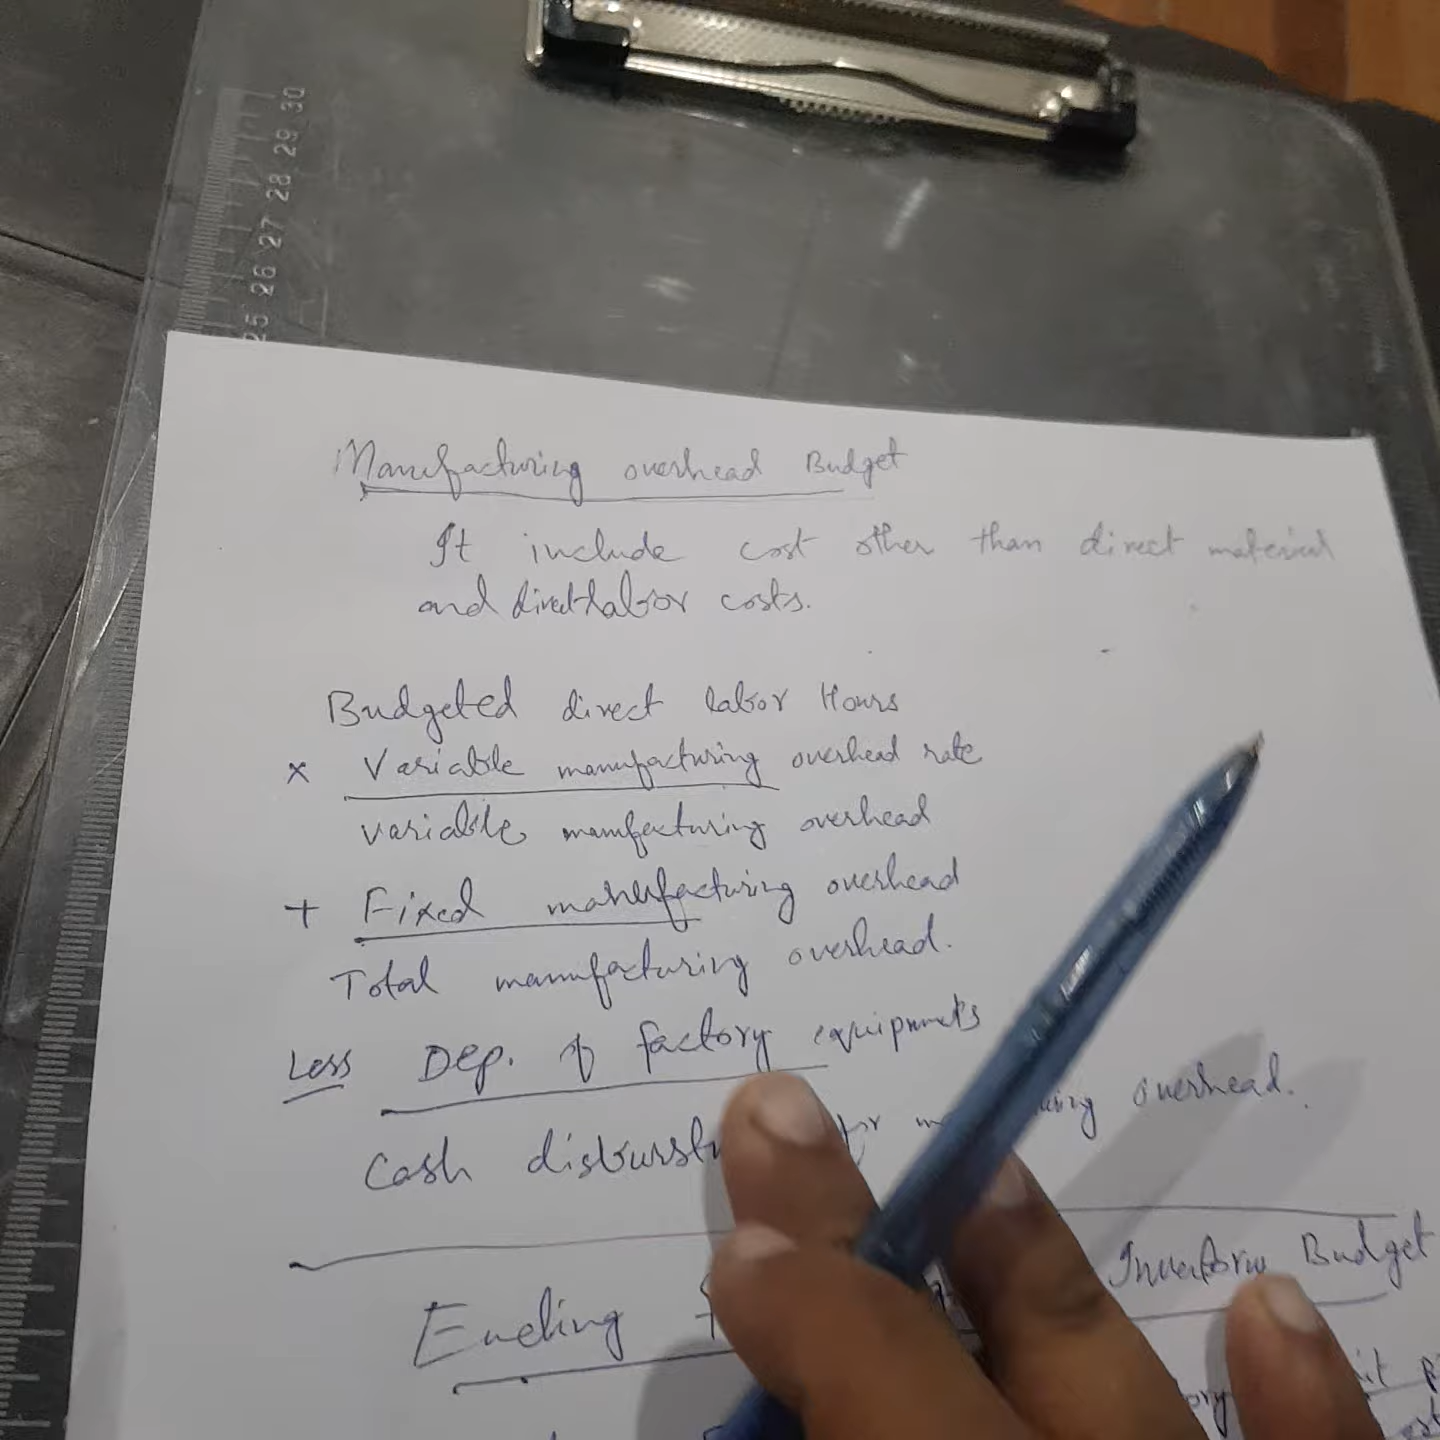 25 26 27 28 29 30
Manufacturing overhead Budget
It include cost other than direct material
and direct labor costs.
Budgeted direct labor Hours
× Variable manufacturing overhead rate
variable manufacturing overhead
+ Fixed manufacturing overhead
Total manufacturing overhead.
Less Dep. of factory equipments
Cash overhead.
Ending Inventory Budget